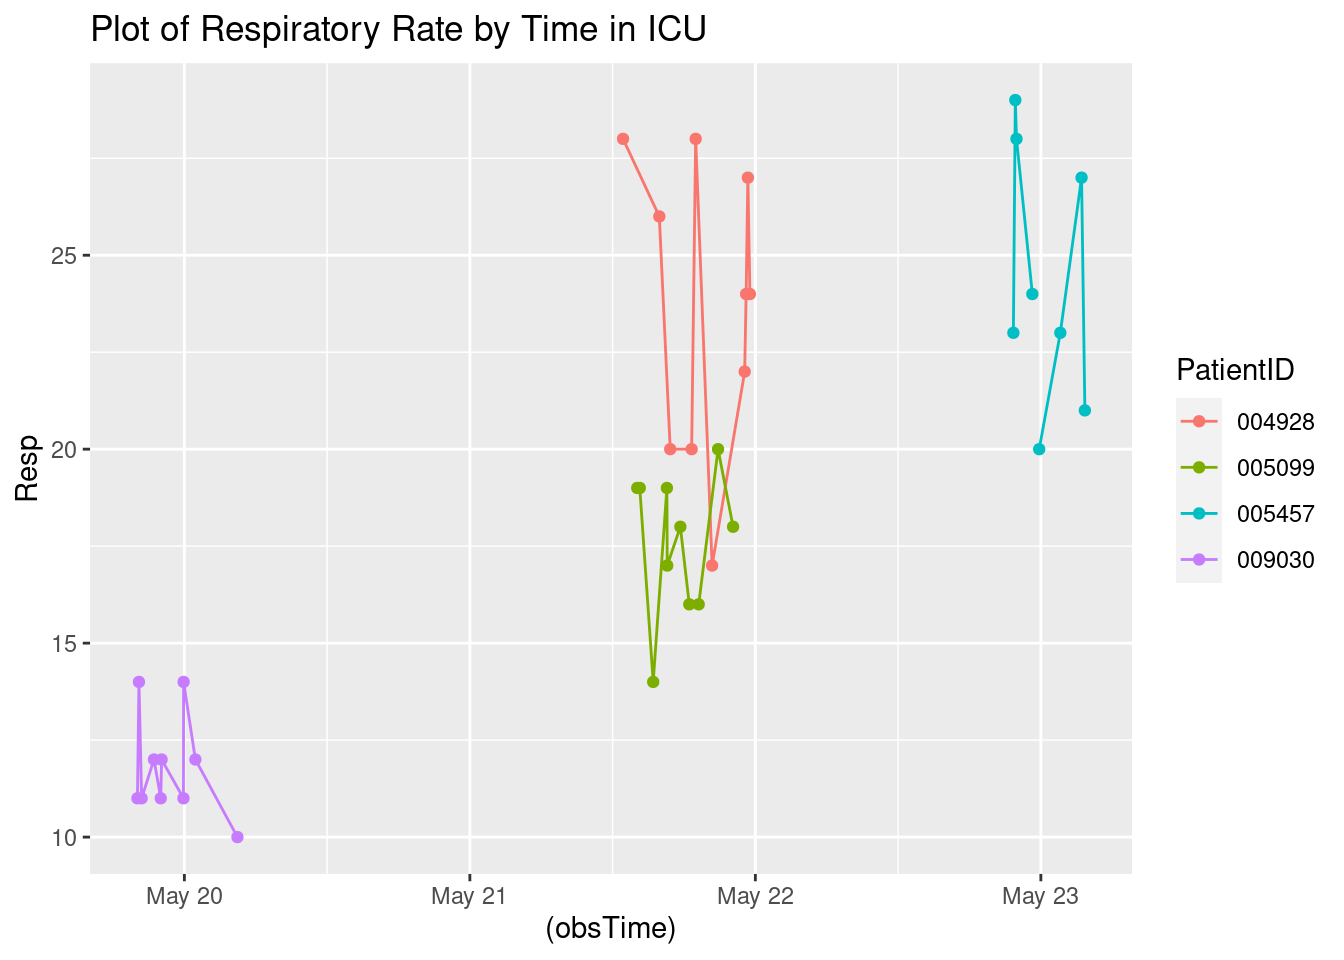 Plot of Respiratory Rate by Time in ICU
Resp
25
20
15
10
May 20
May 21
May 22
May 23
(obsTime)
PatientID
004928
005099
005457
009030